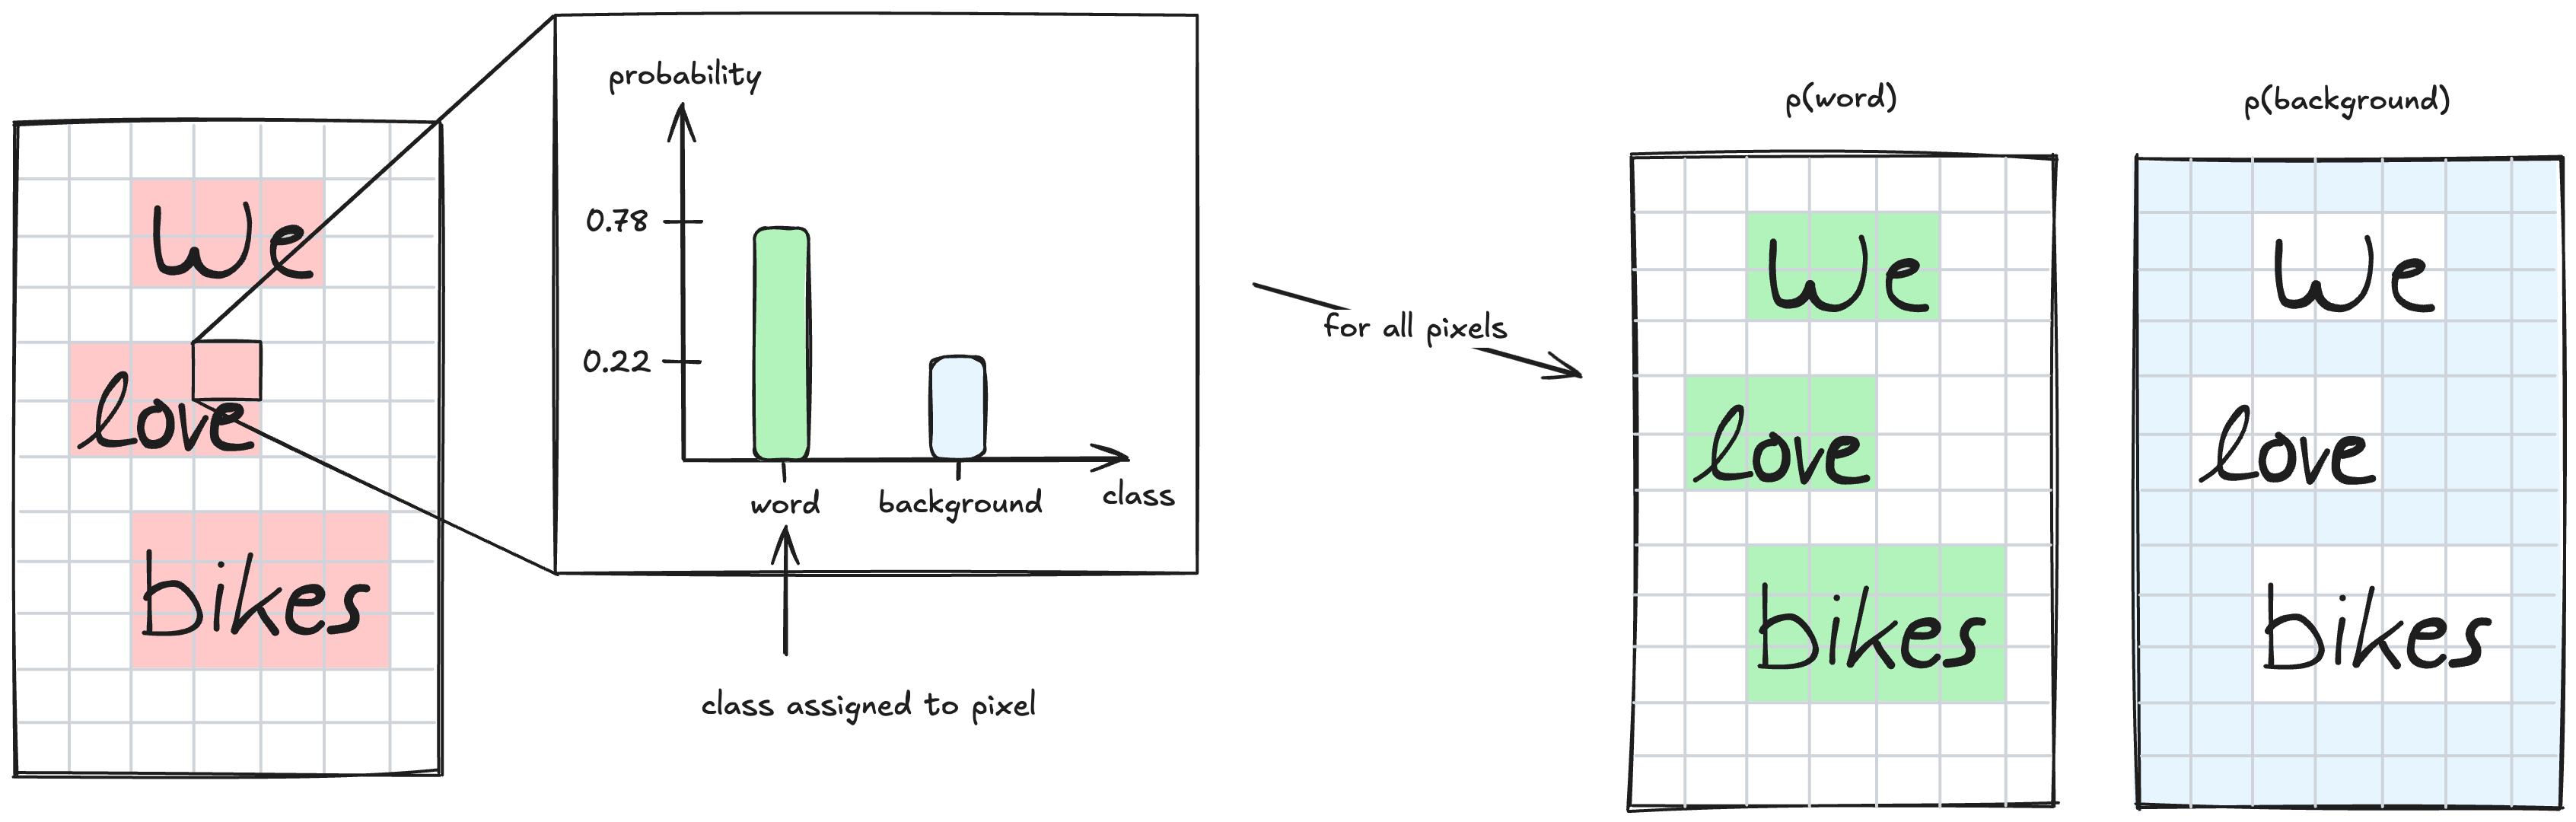 We
love
bikes
probability
0.78
0.22
word
background
class
class assigned to pixel
for all pixels
p(word)
We
love
bikes
p(background)
We
love
bikes